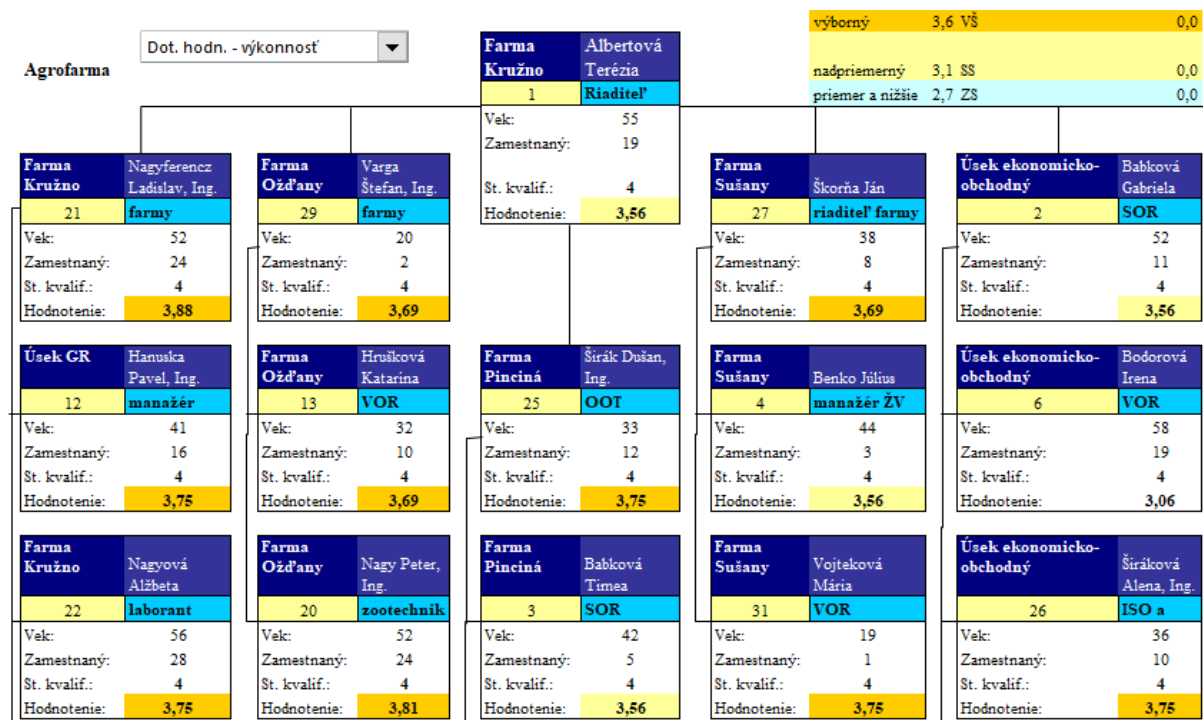 výborný 3,6 VŠ 0,0
nadpriemerný 3,1 SS 0,0
priemer a nižšie 2,7 ZS 0,0
Dot. hodn. - výkonnosť
Agrofarma
Farma Albertová
Kružno Terézia
1 Riaditeľ
Vek: 55
Zamestnaný: 19
St. kvalif.: 4
Hodnotenie: 3,56
Farma Nagyferencz
Kružno Ladislav, Ing.
21 farmy
Vek: 52
Zamestnaný: 24
St. kvalif.: 4
Hodnotenie: 3,88
Farma Varga
Ožďany Štefan, Ing.
29 farmy
Vek: 20
Zamestnaný: 2
St. kvalif.: 4
Hodnotenie: 3,69
Farma
Sušany Škorňa Ján
27 riaditeľ farmy
Vek: 38
Zamestnaný: 8
St. kvalif.: 4
Hodnotenie: 3,69
Úsek ekonomicko- Babková
obchodný Gabriela
2 SOR
Vek: 52
Zamestnaný: 11
St. kvalif.: 4
Hodnotenie: 3,56
Úsek GR Hanuska
Pavel, Ing.
12 manažér
Vek: 41
Zamestnaný: 16
St. kvalif.: 4
Hodnotenie: 3,75
Farma Hrušková
Ožďany Katarina
13 VOR
Vek: 32
Zamestnaný: 10
St. kvalif.: 4
Hodnotenie: 3,69
Farma Širák Dušan,
Pinciná Ing.
25 OOT
Vek: 33
Zamestnaný: 12
St. kvalif.: 4
Hodnotenie: 3,75
Farma
Sušany Benko Július
4 manažér ŽV
Vek: 44
Zamestnaný: 3
St. kvalif.: 4
Hodnotenie: 3,56
Úsek ekonomicko- Bodorová
obchodný Irena
6 VOR
Vek: 58
Zamestnaný: 19
St. kvalif.: 4
Hodnotenie: 3,06
Farma Nagyová
Kružno Alžbeta
22 laborant
Vek: 56
Zamestnaný: 28
St. kvalif.: 4
Hodnotenie: 3,75
Farma Nagy Peter,
Ožďany Ing.
20 zootechnik
Vek: 52
Zamestnaný: 24
St. kvalif.: 4
Hodnotenie: 3,81
Farma Babková
Pinciná Timea
3 SOR
Vek: 42
Zamestnaný: 5
St. kvalif.: 4
Hodnotenie: 3,56
Farma Vojteková
Sušany Mária
31 VOR
Vek: 19
Zamestnaný: 1
St. kvalif.: 4
Hodnotenie: 3,75
Úsek ekonomicko- Širáková
obchodný Alena, Ing.
26 ISO a
Vek: 36
Zamestnaný: 10
St. kvalif.: 4
Hodnotenie: 3,75